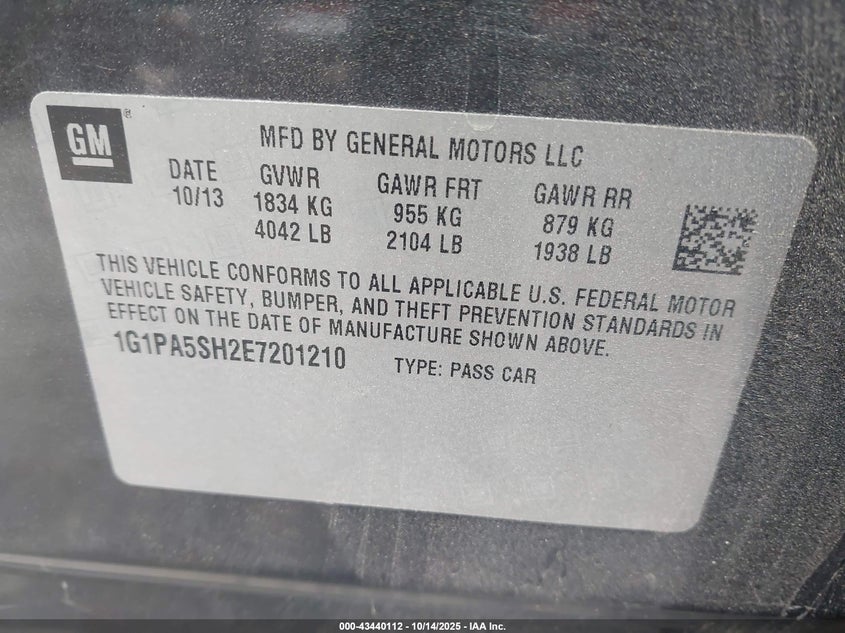 GM®
MFD BY GENERAL MOTORS LLC
DATE GVWR GAWR FRT GAWR RR
10/13 1834 KG 955 KG 879 KG
4042 LB 2104 LB 1938 LB
THIS VEHICLE CONFORMS TO ALL APPLICABLE U.S. FEDERAL MOTOR
VEHICLE SAFETY, BUMPER, AND THEFT PREVENTION STANDARDS IN
EFFECT ON THE DATE OF MANUFACTURE SHOWN ABOVE.
1G1PA5SH2E7201210 TYPE: PASS CAR
000-43440112 - 10/14/2025 - IAA Inc.